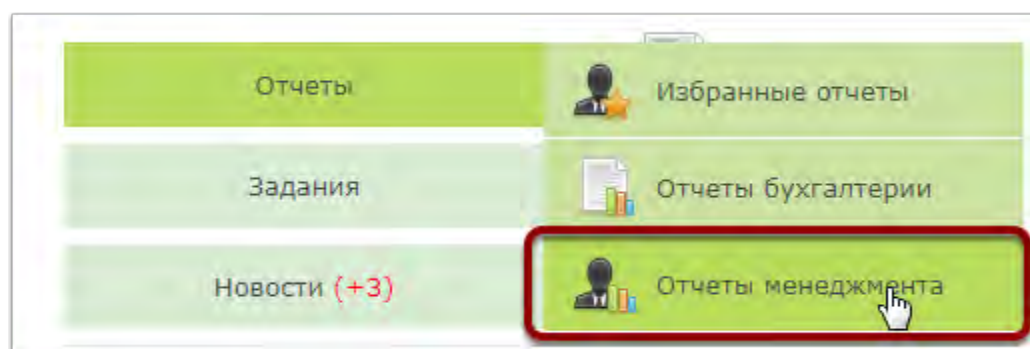 Отчеты
Избранные отчеты
Задания
Отчеты бухгалтерии
Новости (+3)
Отчеты менеджмента